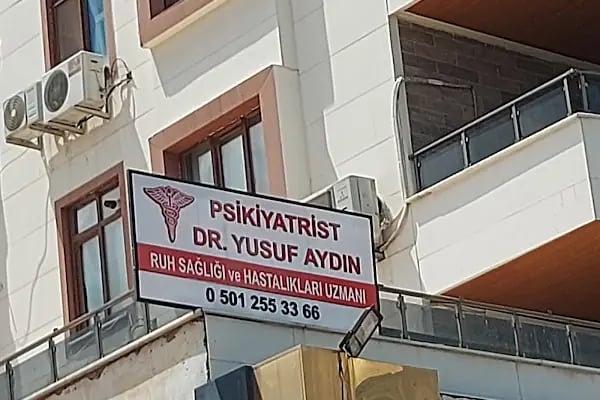 PSİKİYATRİST
DR. YUSUF AYDIN
RUH SAĞLIĞI ve HASTALIKLARI UZMANI
0 501 255 33 66